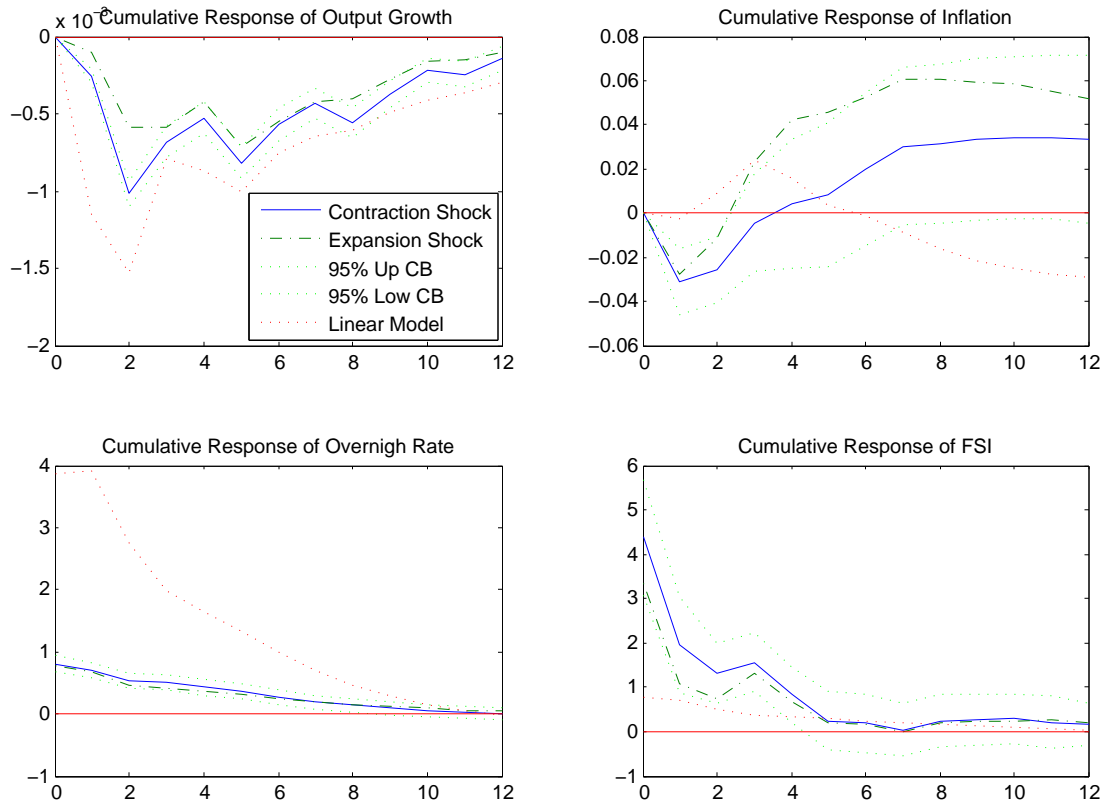 x 10⁻³
Cumulative Response of Output Growth
0
−0.5
−1
−1.5
−2
0 2 4 6 8 10 12
Contraction Shock
Expansion Shock
95% Up CB
95% Low CB
Linear Model
Cumulative Response of Inflation
0.08
0.06
0.04
0.02
0
−0.02
−0.04
−0.06
0 2 4 6 8 10 12
Cumulative Response of Overnigh Rate
4
3
2
1
0
−1
0 2 4 6 8 10 12
Cumulative Response of FSI
6
5
4
3
2
1
0
−1
0 2 4 6 8 10 12